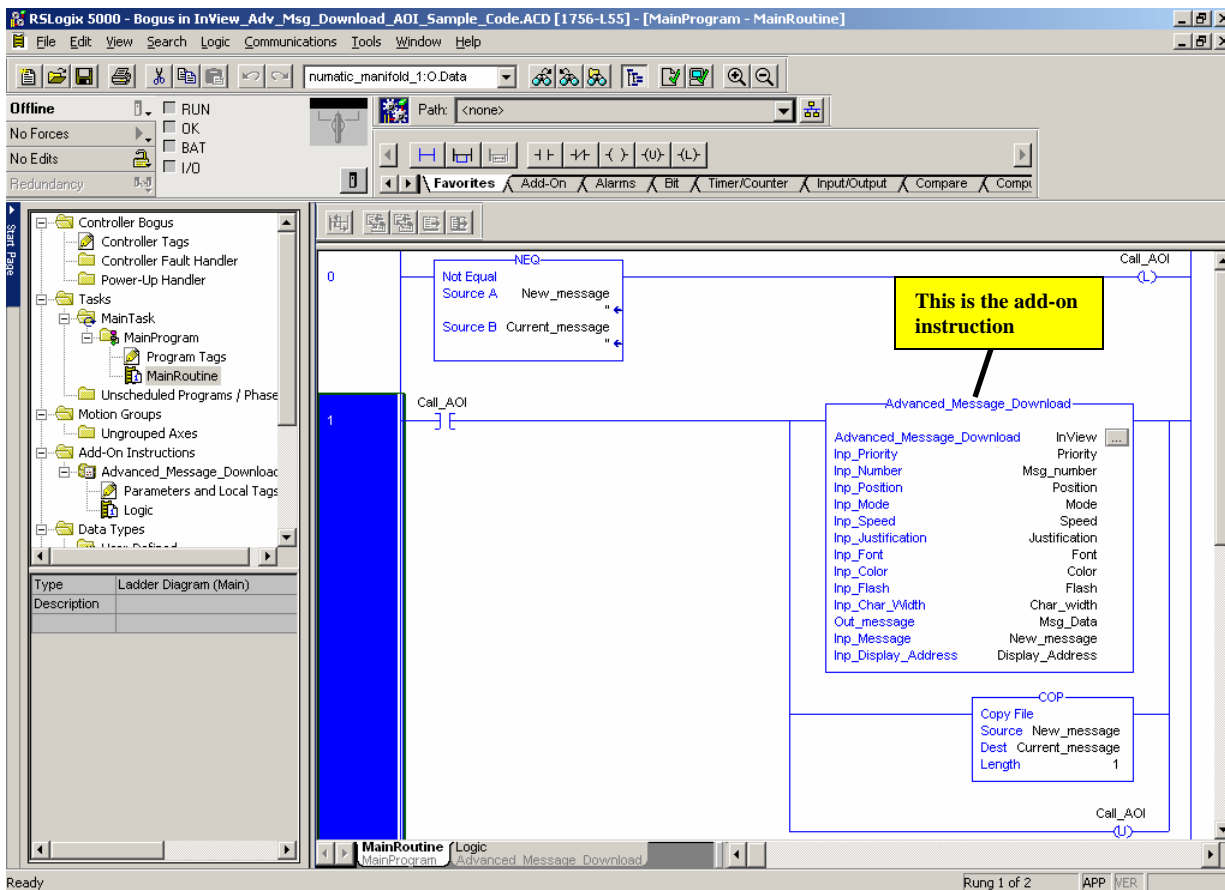 RSLogix 5000 - Bogus in InView_Adv_Msg_Download_AOI_Sample_Code.ACD [1756-L55] - [MainProgram - MainRoutine]
File Edit View Search Logic Communications Tools Window Help
numatic_manifold_1:O.Data
Offline
RUN
No Forces
OK
No Edits
BAT
Redundancy
I/O
Path: <none>
Favorites Add-On Alarms Bit Timer/Counter Input/Output Compare
Start Page
Controller Bogus
Controller Tags
Controller Fault Handler
Power-Up Handler
Tasks
MainTask
MainProgram
Program Tags
MainRoutine
Unscheduled Programs / Phase
Motion Groups
Ungrouped Axes
Add-On Instructions
Advanced_Message_Downloac
Parameters and Local Tags
Logic
Data Types
Type Ladder Diagram (Main)
Description
0
NEQ
Not Equal
Source A New_message
''
Source B Current_message
''
Call_AOI
(L)
This is the add-on
instruction
1
Call_AOI
Advanced_Message_Download
Advanced_Message_Download InView ...
Inp_Priority Priority
Inp_Number Msg_number
Inp_Position Position
Inp_Mode Mode
Inp_Speed Speed
Inp_Justification Justification
Inp_Font Font
Inp_Color Color
Inp_Flash Flash
Inp_Char_Width Char_width
Out_message Msg_Data
Inp_Message New_message
Inp_Display_Address Display_Address
COP
Copy File
Source New_message
Dest Current_message
Length 1
Call_AOI
(U)
MainRoutine
MainProgram
Logic
Advanced Message Download
Ready
Rung 1 of 2
APP VER